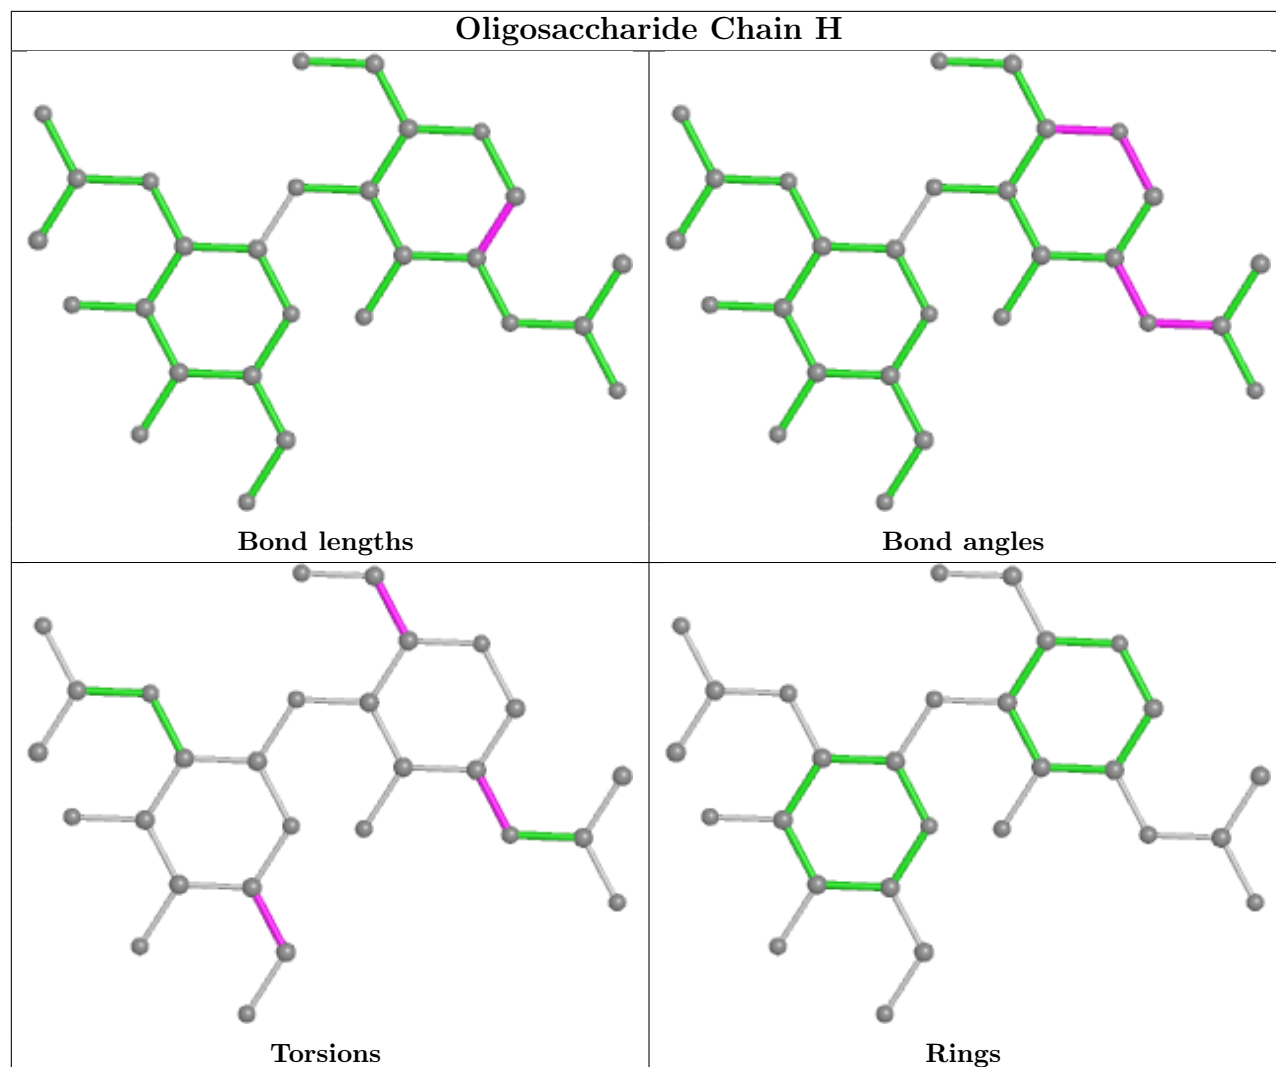 Oligosaccharide Chain H
Bond lengths
Bond angles
Torsions
Rings